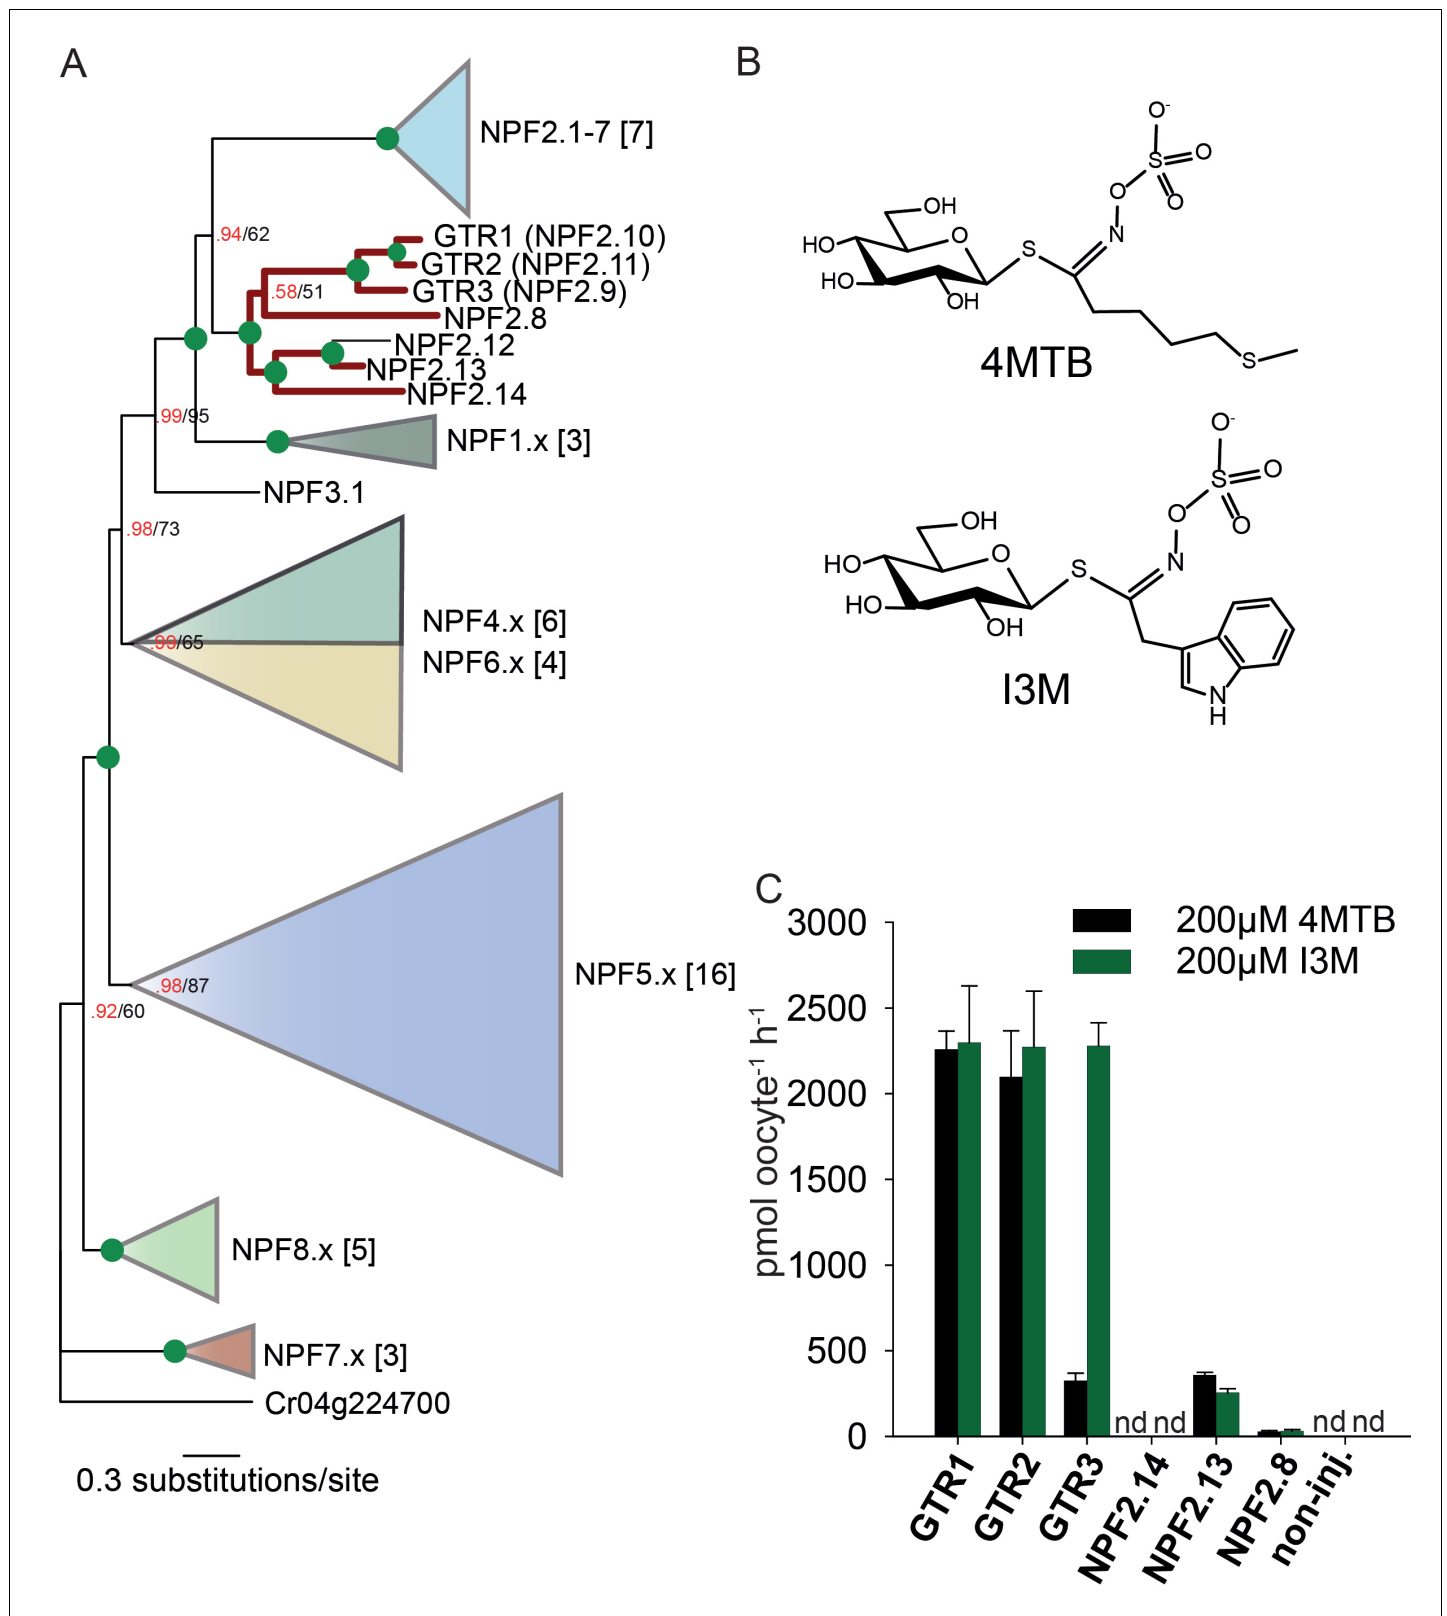 A
NPF2.1-7 [7]
.94/62
GTR1 (NPF2.10)
GTR2 (NPF2.11)
GTR3 (NPF2.9)
.58/51
NPF2.8
NPF2.12
NPF2.13
NPF2.14
.99/95
NPF1.x [3]
NPF3.1
.98/73
NPF4.x [6]
.99/65
NPF6.x [4]
NPF5.x [16]
.98/87
.92/60
NPF8.x [5]
NPF7.x [3]
Cr04g224700
0.3 substitutions/site
B
O-
S O
O O
OH
N
HO O S
HO
OH
S
4MTB
O-
S O
O O
OH
N
HO O S
HO
OH
N
H
I3M
C
200µM 4MTB
200µM I3M
pmol oocyte-1 h-1
3000
2500
2000
1500
1000
500
0
nd nd
nd nd
GTR1
GTR2
GTR3
NPF2.14
NPF2.13
NPF2.8
non-inj.